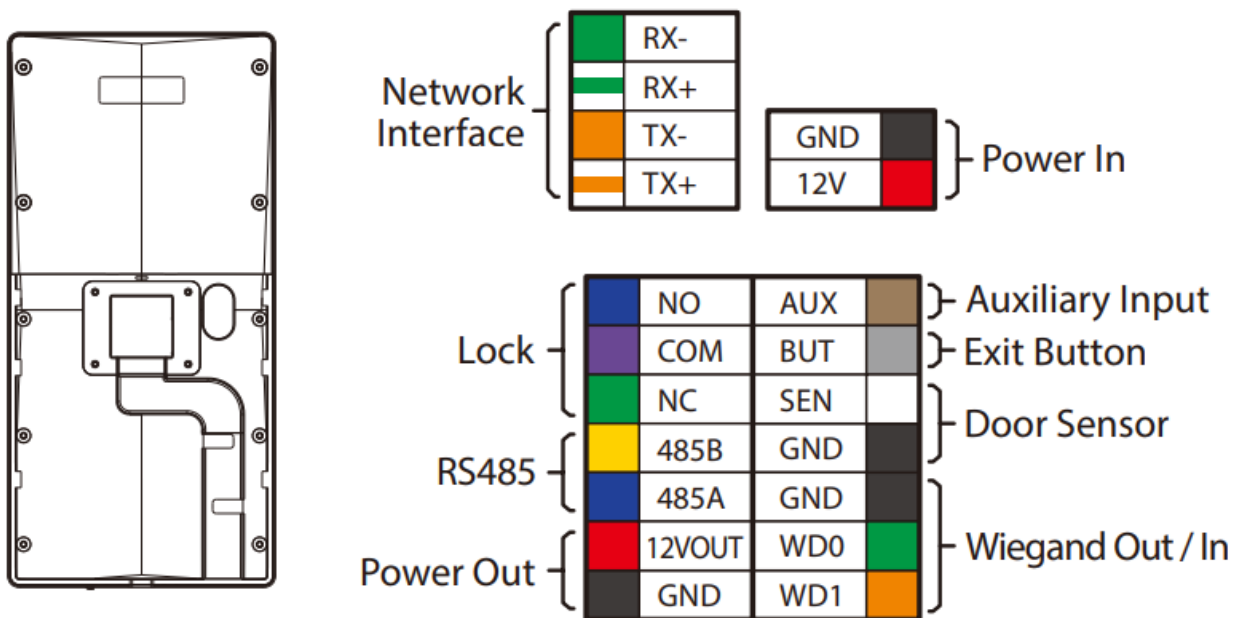 Network
Interface
RX-
RX+
TX-
TX+
GND
12V
Power In
Lock
NO
COM
NC
RS485
485B
485A
Power Out
12VOUT
GND
AUX
Auxiliary Input
BUT
Exit Button
SEN
GND
Door Sensor
GND
WD0
WD1
Wiegand Out / In